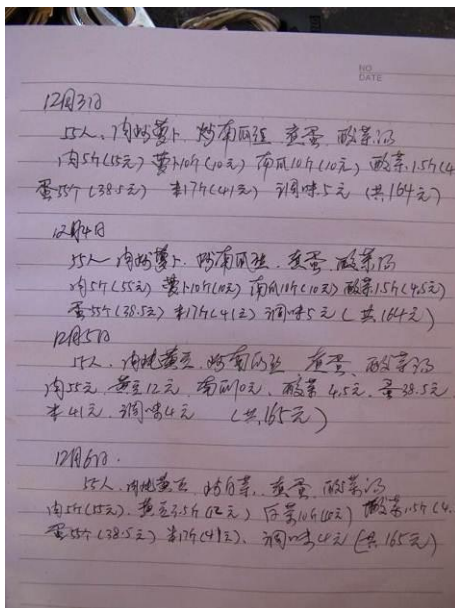 NO.
DATE
12月3日
55人、肉炒萝卜、炒南瓜丝、煮蛋、酸菜汤
肉5斤(55元) 萝卜10斤(10元) 南瓜10斤(10元) 酸菜1.5斤(4
蛋55个(38.5元) 米17斤(41元) 调味5元 (共164元)
12月4日
55人 肉炒萝卜、炒南瓜丝、煮蛋、酸菜汤
肉5斤(55元) 萝卜10斤(10元) 南瓜10斤(10元) 酸菜1.5斤(4.5元)
蛋55个(38.5元) 米17斤(41元) 调味5元 (共164元)
12月5日
55人、肉炖黄豆、炒南瓜丝、煮蛋、酸菜汤
肉55元、黄豆12元、南瓜10元、酸菜4.5元、蛋38.5元、
米41元、调味4元 (共165元)
12月6日.
55人、肉炖黄豆、炒白菜、煮蛋、酸菜汤
肉5斤(55元)、黄豆3.5斤(12元) 白菜10斤(10元) 酸菜1.5斤(4.
蛋55个(38.5元) 米17斤(41元)、调味4元 (共165元)